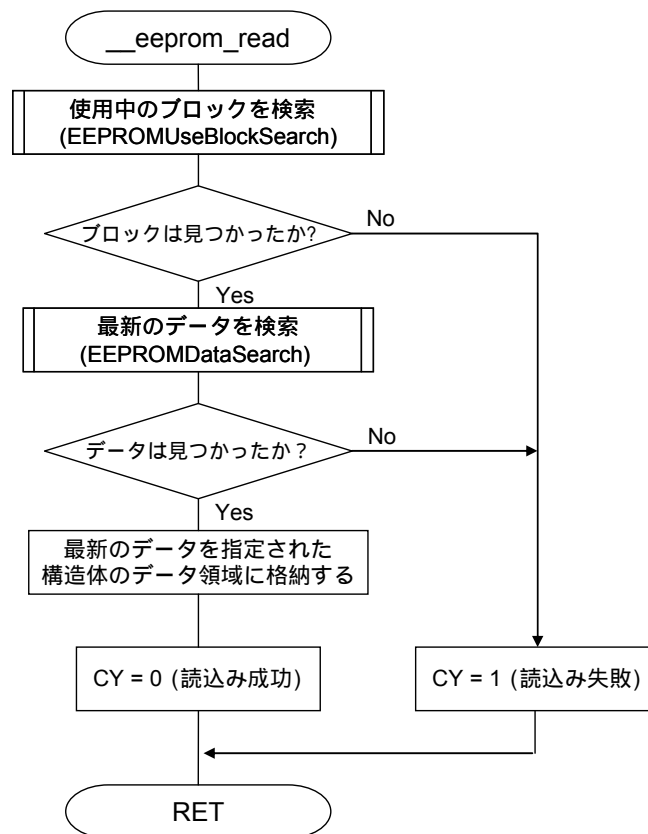 __eeprom_read
使用中のブロックを検索
(EEPROMUseBlockSearch)
ブロックは見つかったか?
No
Yes
最新のデータを検索
(EEPROMDataSearch)
データは見つかったか？
No
Yes
最新のデータを指定された
構造体のデータ領域に格納する
CY = 0 (読込み成功)
CY = 1 (読込み失敗)
RET